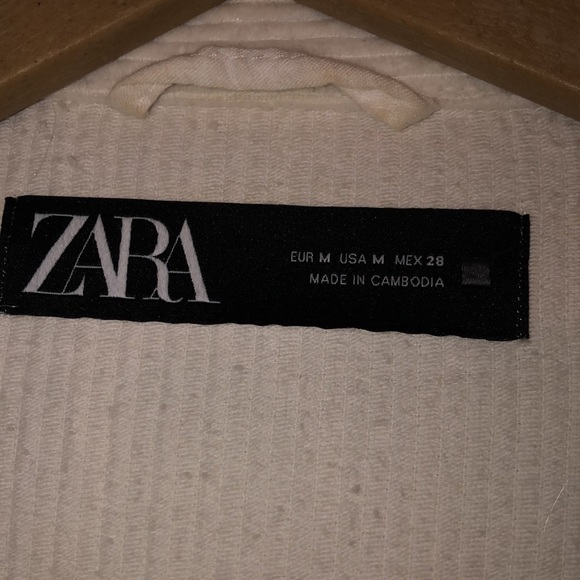 ZARA
EUR M USA M MEX 28
MADE IN CAMBODIA